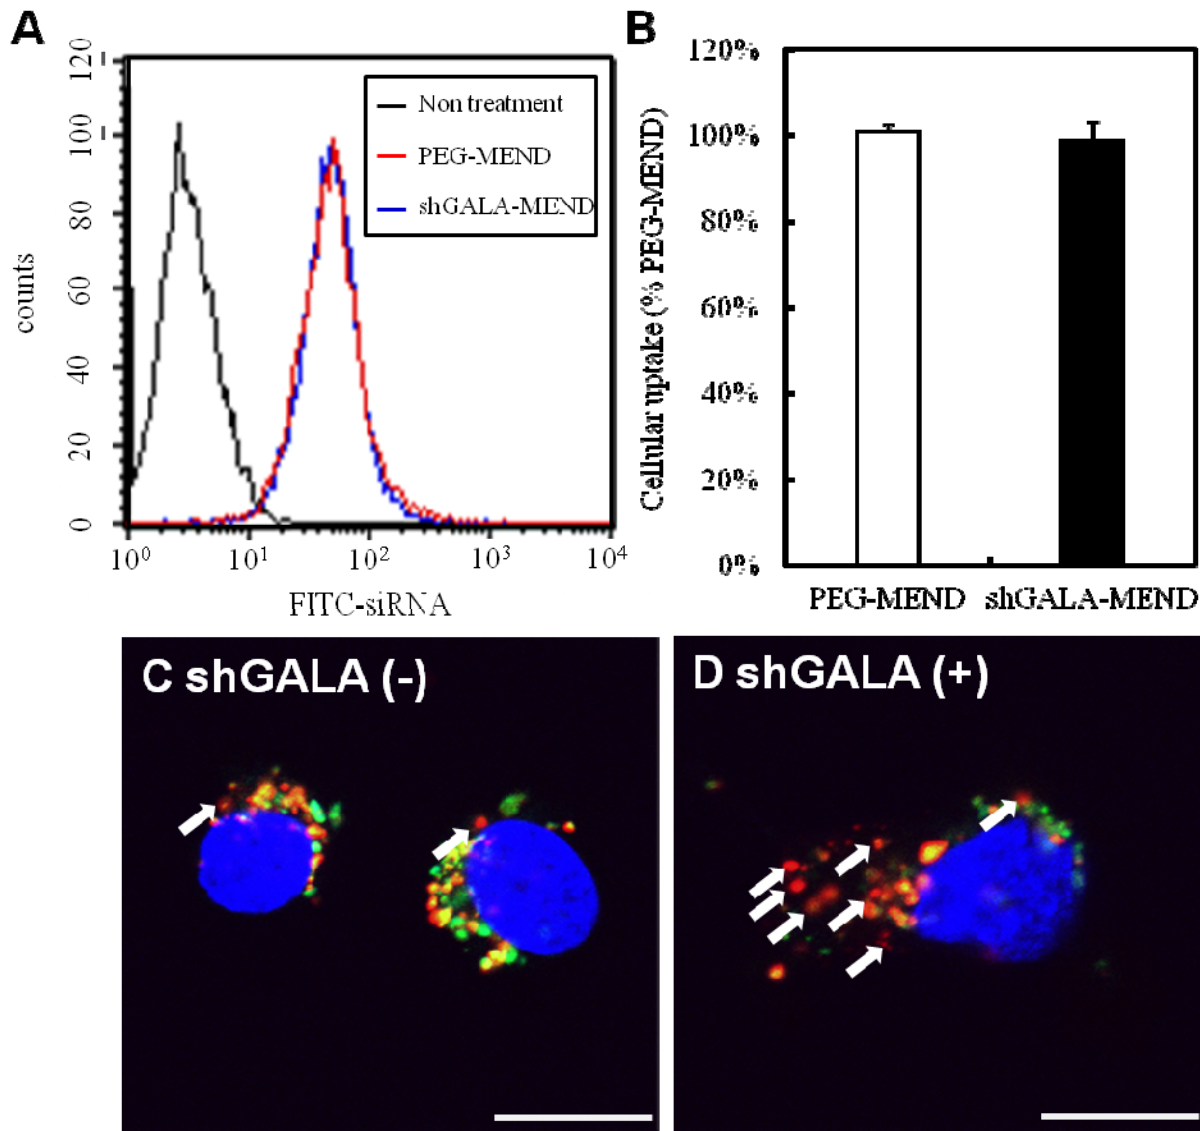 A
120
100
80
60
40
20
0
counts
Non treatment
PEG-MEND
shGALA-MEND
10⁰ 10¹ 10² 10³ 10⁴
FITC-siRNA
B
120%
100%
80%
60%
40%
20%
0%
Cellular uptake (% PEG-MEND)
PEG-MEND shGALA-MEND
C shGALA (-)
D shGALA (+)